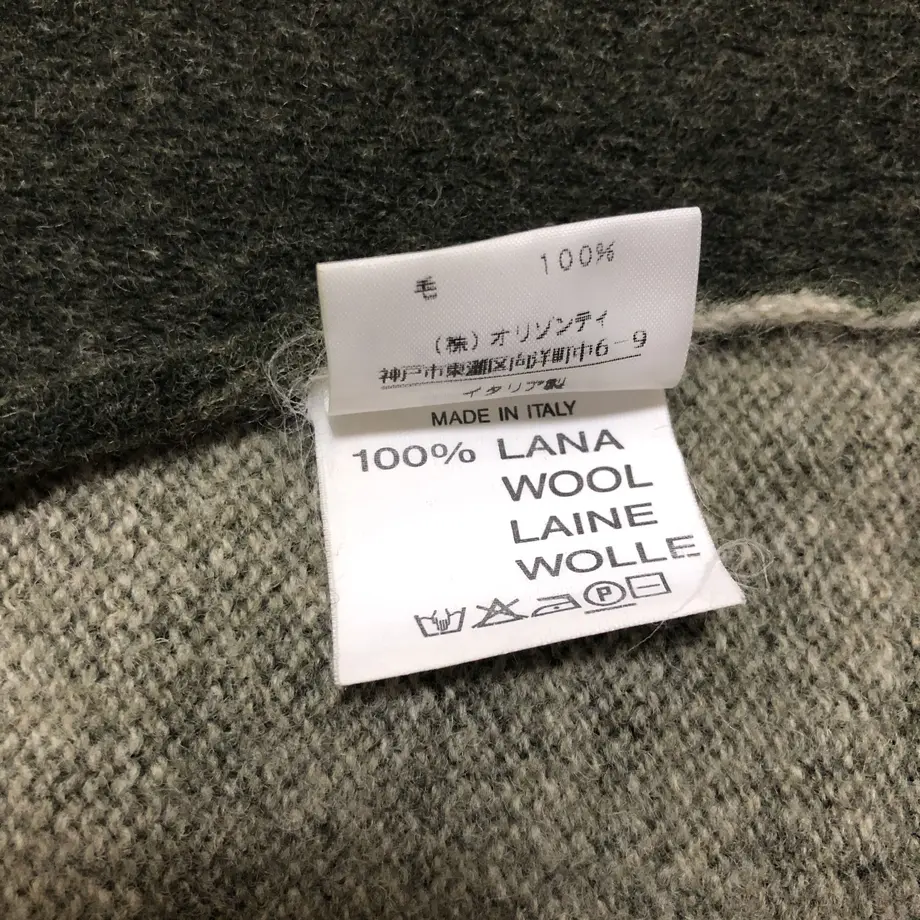 毛 100%
(株)オリゾンティ
神戸市東灘区向洋町中6-9
イタリア製
MADE IN ITALY
100% LANA
WOOL
LAINE
WOLLE
P